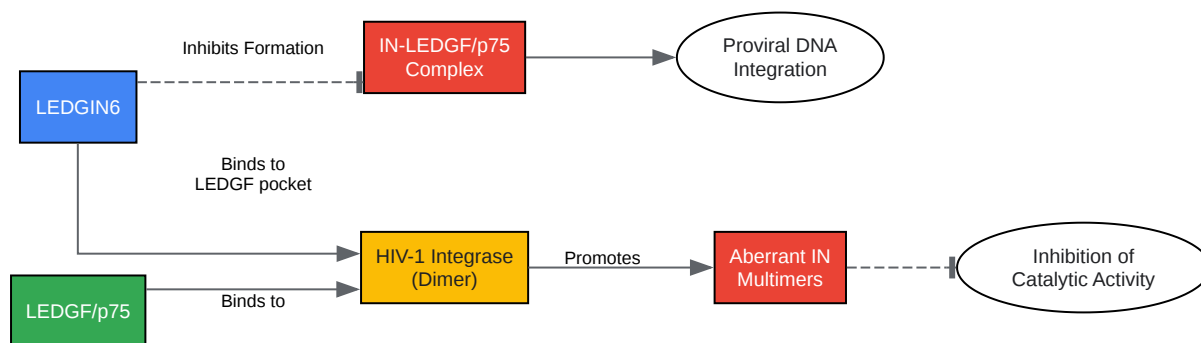 Inhibits Formation
IN-LEDGF/p75
Complex
Proviral DNA
Integration
LEDGIN6
Binds to
LEDGF pocket
HIV-1 Integrase
(Dimer)
Promotes
Aberrant IN
Multimers
Inhibition of
Catalytic Activity
LEDGF/p75
Binds to